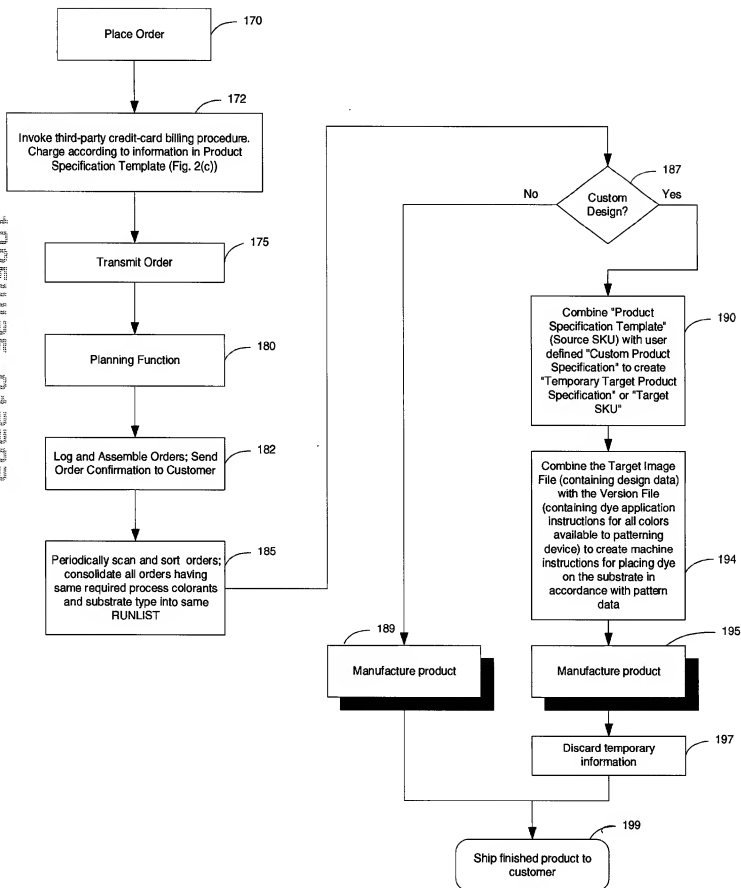 Place Order
170
172
Invoke third-party credit-card billing procedure.
Charge according to information in Product
Specification Template (Fig. 2(c))
175
Transmit Order
180
Planning Function
182
Log and Assemble Orders; Send
Order Confirmation to Customer
185
Periodically scan and sort orders;
consolidate all orders having
same required process colorants
and substrate type into same
RUNLIST
187
No
Custom
Design?
Yes
190
Combine "Product
Specification Template"
(Source SKU) with user
defined "Custom Product
Specification" to create
"Temporary Target Product
Specification" or "Target
SKU"
Combine the Target Image
File (containing design data)
with the Version File
(containing dye application
instructions for all colors
available to patterning
device) to create machine
instructions for placing dye
on the substrate in
accordance with pattern
data
194
189
Manufacture product
195
Manufacture product
197
Discard temporary
information
199
Ship finished product to
customer